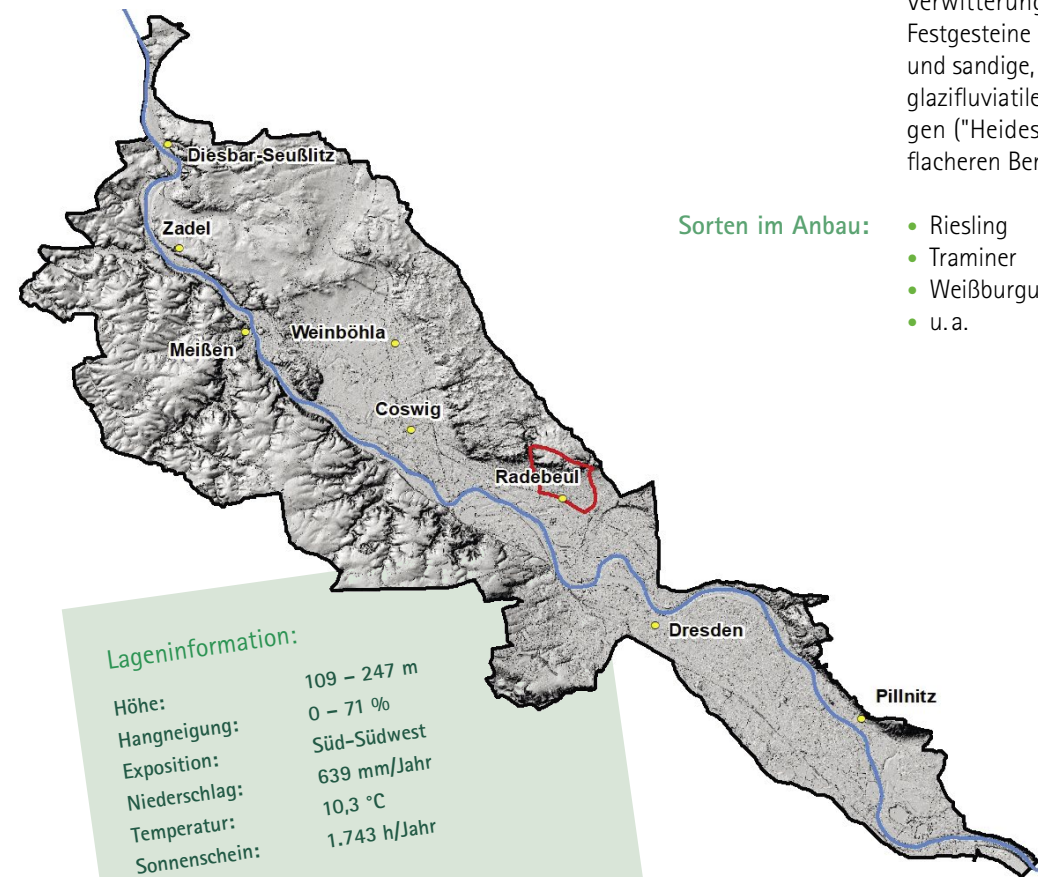 Festgesteine
und sandige,
glazifluviatile
gen ("Heides
flacheren Ber
Sorten im Anbau:
• Riesling
• Traminer
• Weißburgu
• u. a.
Diesbar-Seußlitz
Zadel
Weinböhla
Meißen
Coswig
Radebeul
Dresden
Pillnitz
Lageninformation:
Höhe: 109 – 247 m
Hangneigung: 0 – 71 %
Exposition: Süd-Südwest
Niederschlag: 639 mm/Jahr
Temperatur: 10,3 °C
Sonnenschein: 1.743 h/Jahr